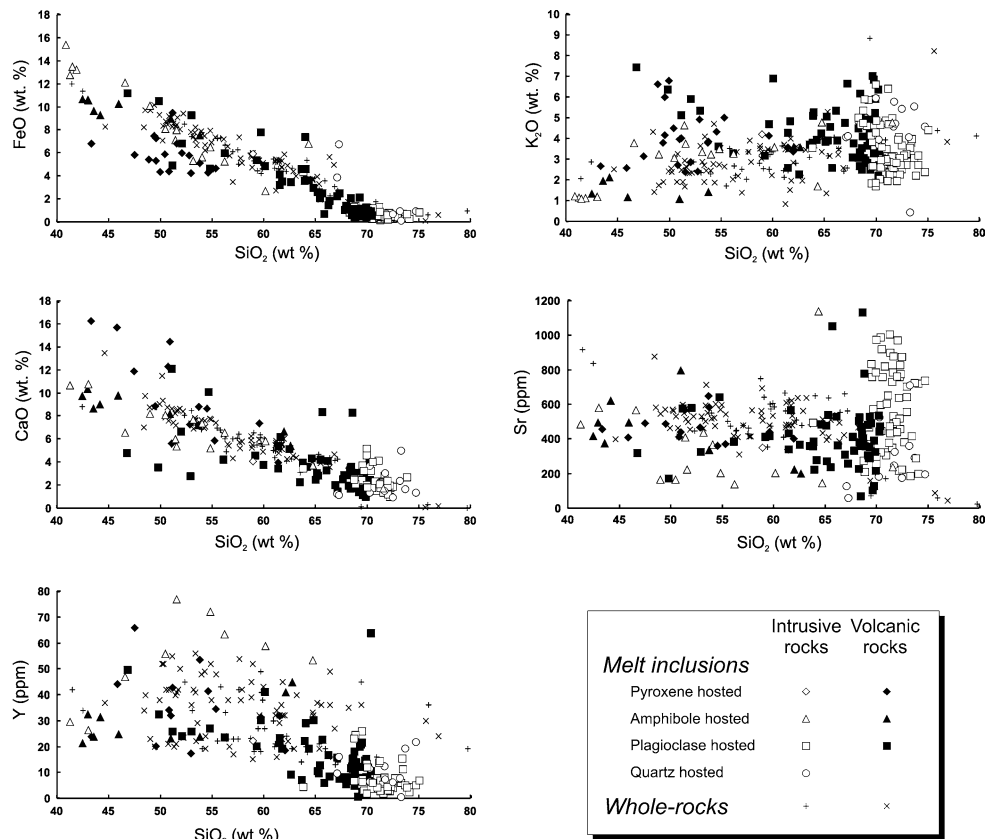 18
16
14
12
10
8
6
4
2
0
FeO (wt. %)
40 45 50 55 60 65 70 75 80
SiO₂ (wt %)
10
9
8
7
6
5
4
3
2
1
0
K₂O (wt. %)
40 45 50 55 60 65 70 75 80
SiO₂ (wt %)
18
16
14
12
10
8
6
4
2
0
CaO (wt. %)
40 45 50 55 60 65 70 75 80
SiO₂ (wt %)
1200
1000
800
600
400
200
0
Sr (ppm)
40 45 50 55 60 65 70 75 80
SiO₂ (wt %)
80
70
60
50
40
30
20
10
0
Y (ppm)
40 45 50 55 60 65 70 75 80
SiO₂ (wt %)
Intrusive Volcanic
rocks rocks
Melt inclusions
Pyroxene hosted
Amphibole hosted
Plagioclase hosted
Quartz hosted
Whole-rocks